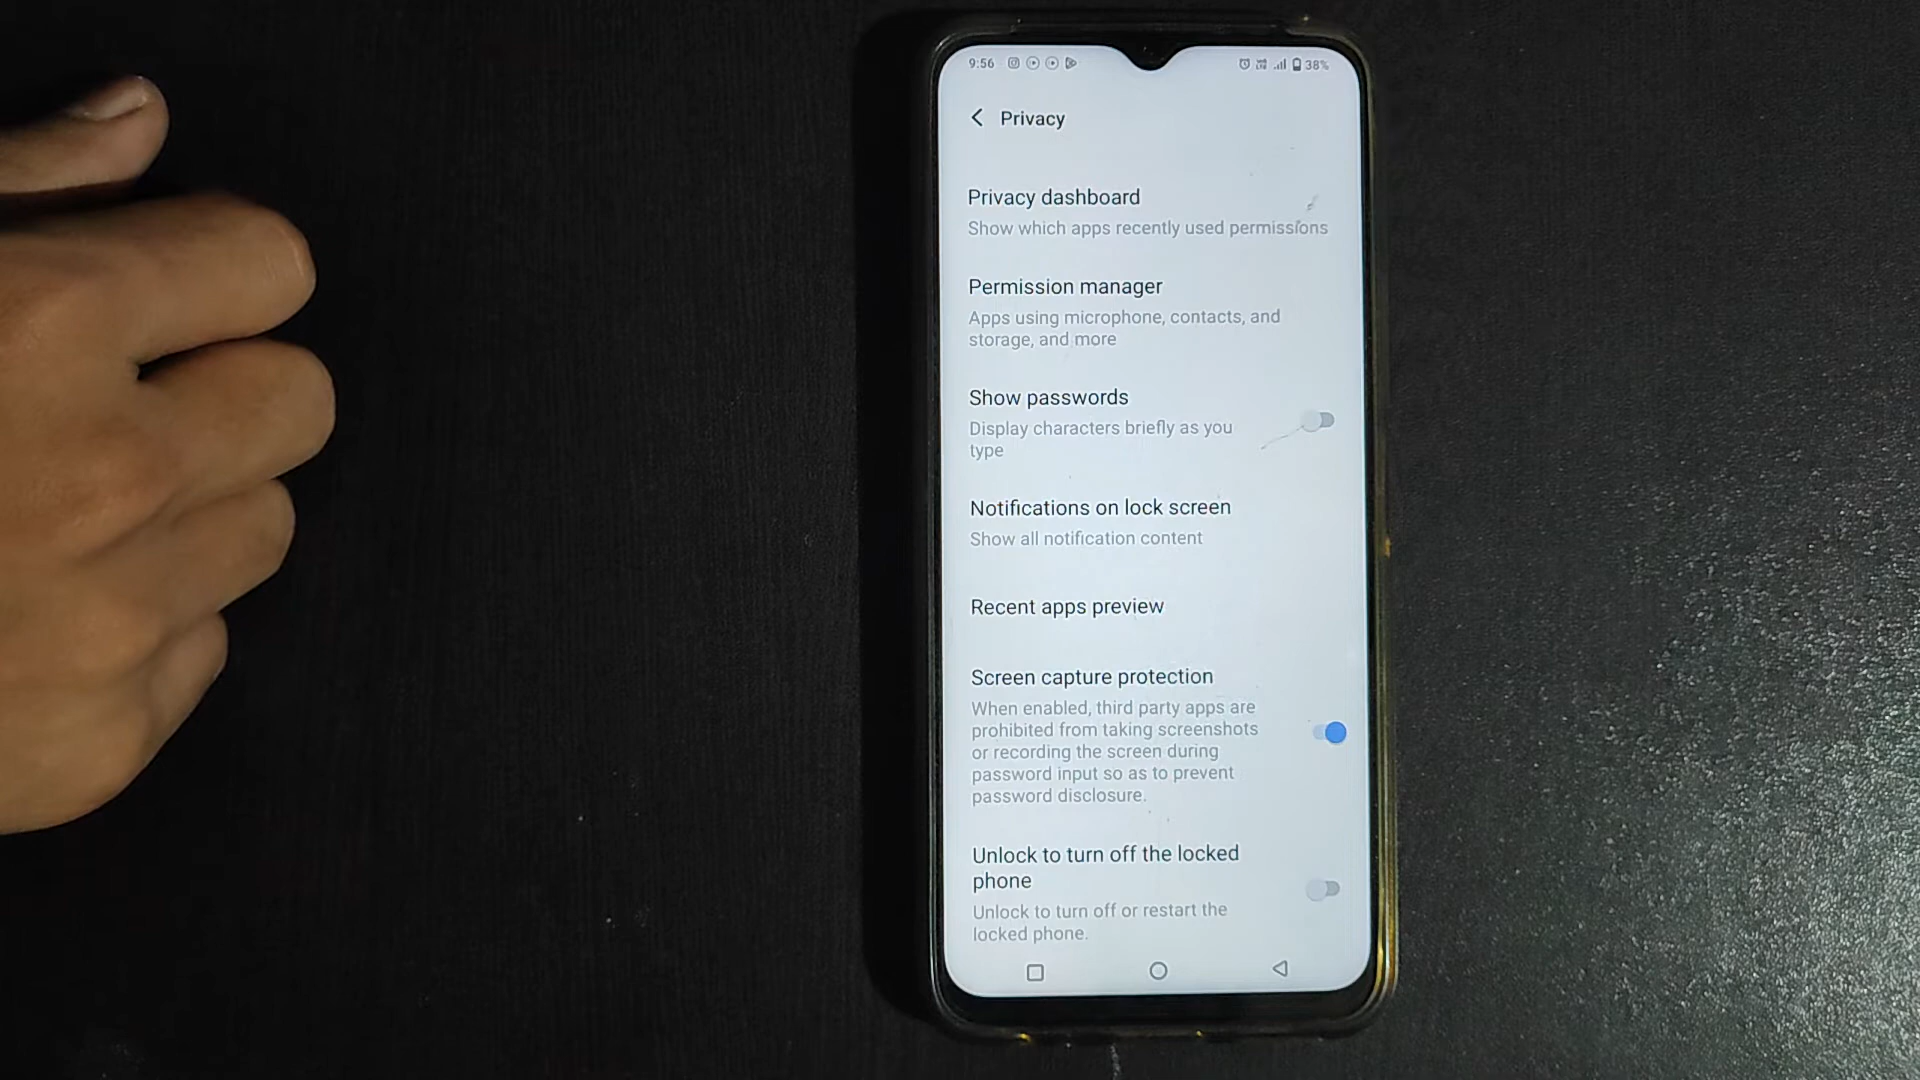 9:56 38%
Privacy
Privacy dashboard
Show which apps recently used permissions
Permission manager
Apps using microphone, contacts, and
storage, and more
Show passwords
Display characters briefly as you
type
Notifications on lock screen
Show all notification content
Recent apps preview
Screen capture protection
When enabled, third party apps are
prohibited from taking screenshots
or recording the screen during
password input so as to prevent
password disclosure.
Unlock to turn off the locked
phone
Unlock to turn off or restart the
locked phone.